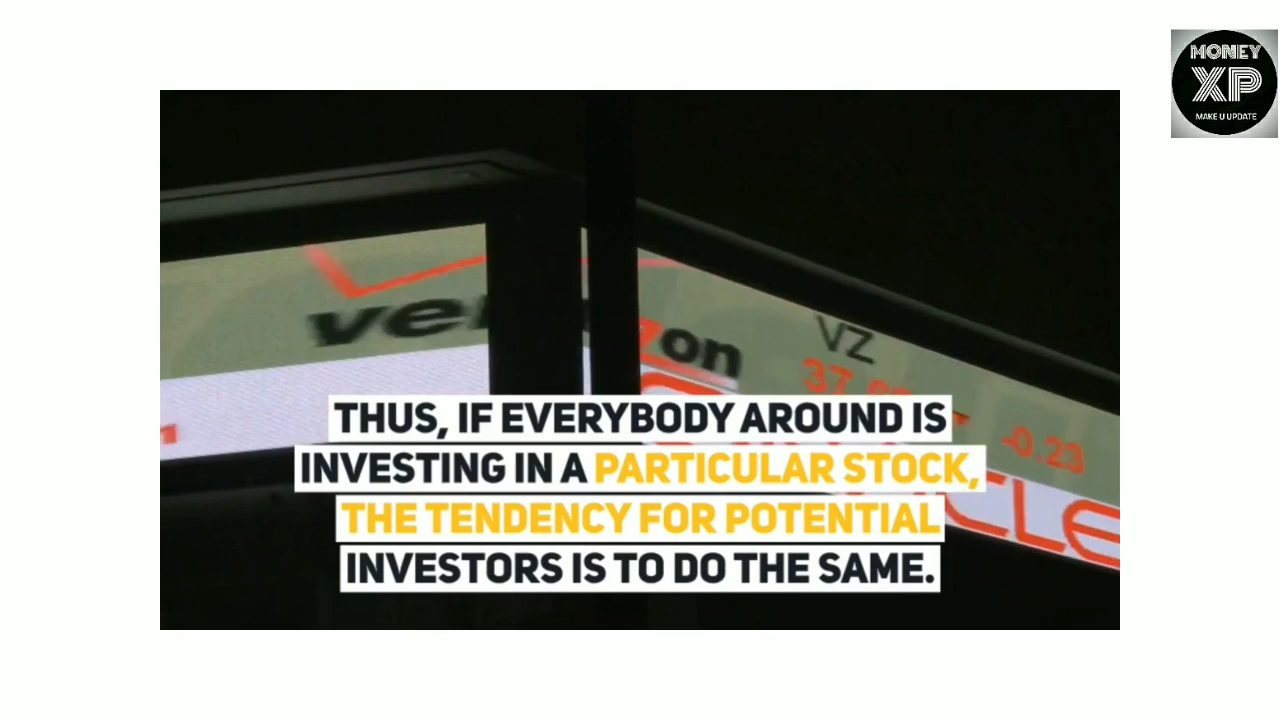 MONEY
XP
MAKE U UPDATE
verizon
VZ
-0.23
THUS, IF EVERYBODY AROUND IS
INVESTING IN A PARTICULAR STOCK,
THE TENDENCY FOR POTENTIAL
INVESTORS IS TO DO THE SAME.